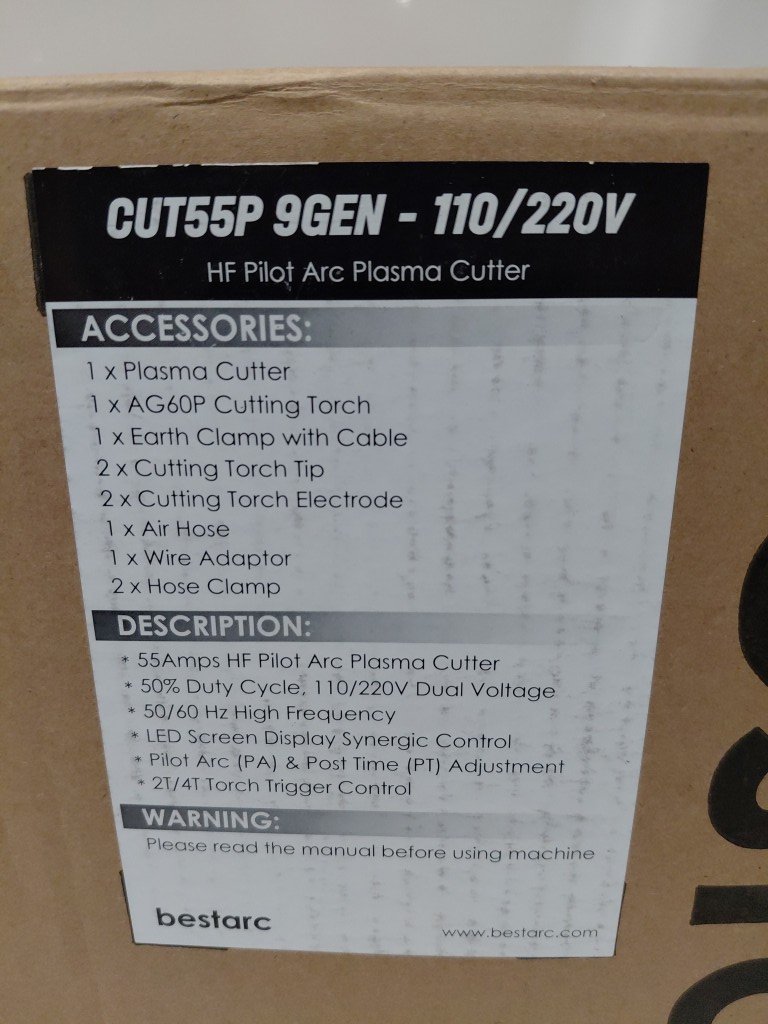 CUT55P 9GEN - 110/220V
HF Pilot Arc Plasma Cutter
ACCESSORIES:
1 x Plasma Cutter
1 x AG60P Cutting Torch
1 x Earth Clamp with Cable
2 x Cutting Torch Tip
2 x Cutting Torch Electrode
1 x Air Hose
1 x Wire Adaptor
2 x Hose Clamp
DESCRIPTION:
* 55Amps HF Pilot Arc Plasma Cutter
* 50% Duty Cycle, 110/220V Dual Voltage
* 50/60 Hz High Frequency
* LED Screen Display Synergic Control
* Pilot Arc (PA) & Post Time (PT) Adjustment
* 2T/4T Torch Trigger Control
WARNING:
Please read the manual before using machine
bestarc
www.bestarc.com